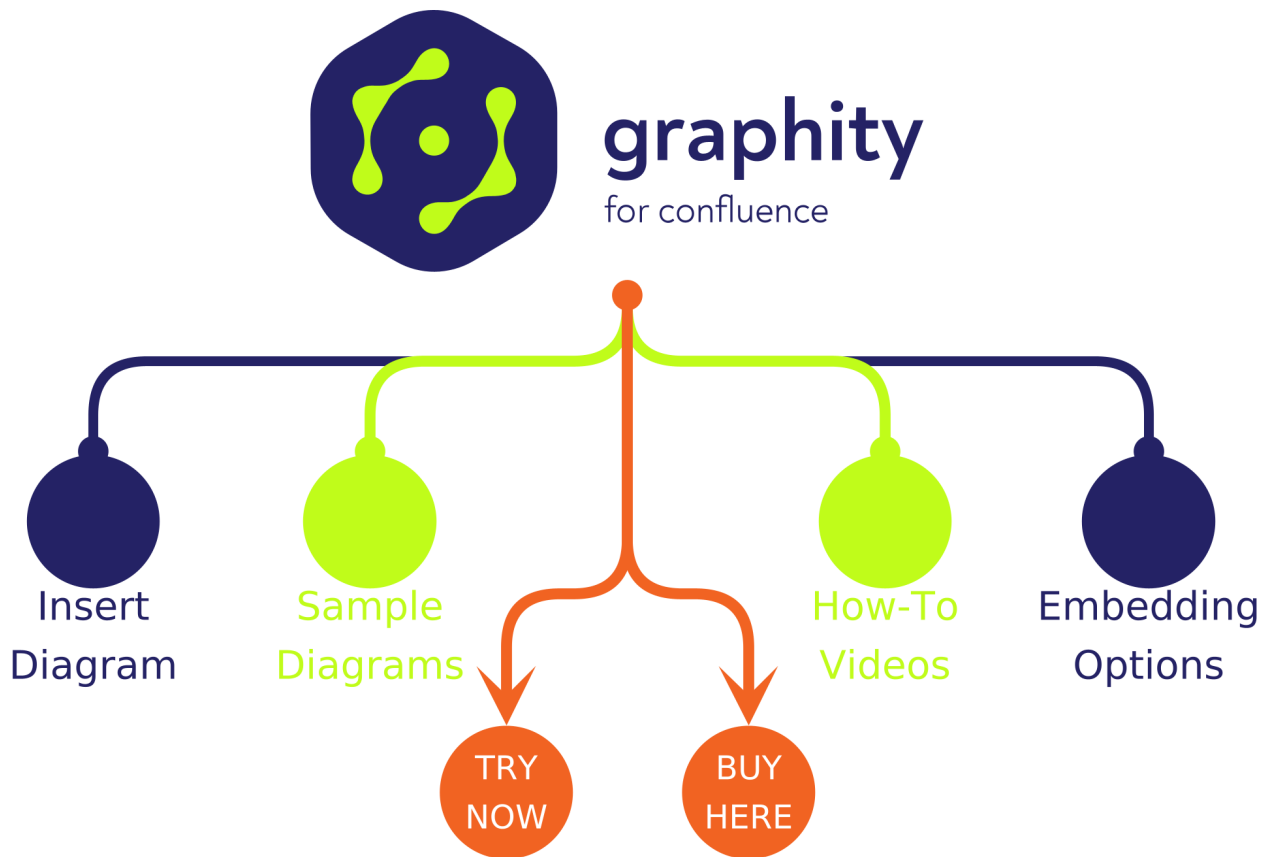 graphity
for confluence
Insert
Diagram
Sample
Diagrams
How-To
Videos
Embedding
Options
TRY
NOW
BUY
HERE